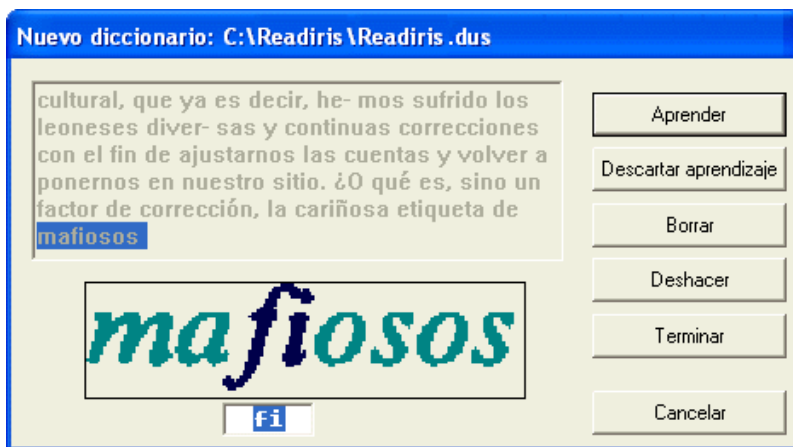 Nuevo diccionario: C:\Readiris\Readiris.dus
cultural, que ya es decir, he- mos sufrido los
leoneses diver- sas y continuas correcciones
con el fin de ajustarnos las cuentas y volver a
ponernos en nuestro sitio. ¿O qué es, sino un
factor de corrección, la cariñosa etiqueta de
mafiosos
mafiosos
fi
Aprender
Descartar aprendizaje
Borrar
Deshacer
Terminar
Cancelar